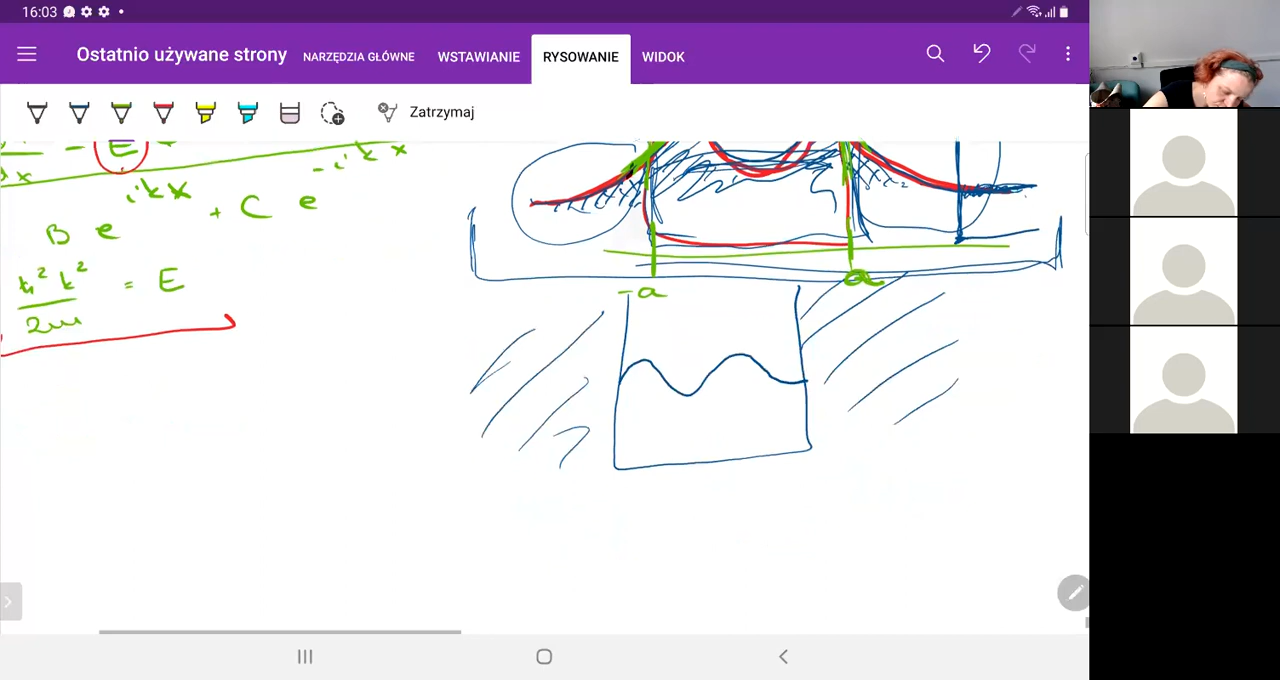 16:03
Ostatnio używane strony NARZĘDZIA GŁÓWNE WSTAWIANIE RYSOWANIE WIDOK
Zatrzymaj
- E
B e^{ikx} + C e^{-ikx}
ħ²k²/2m = E
-a a